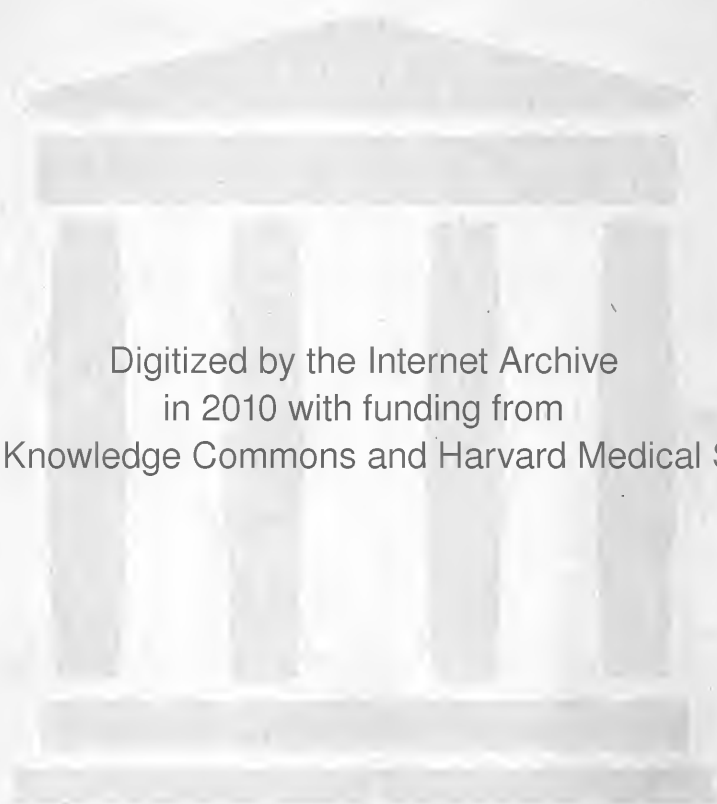 Digitized by the Internet Archive
in 2010 with funding from
Knowledge Commons and Harvard Medical